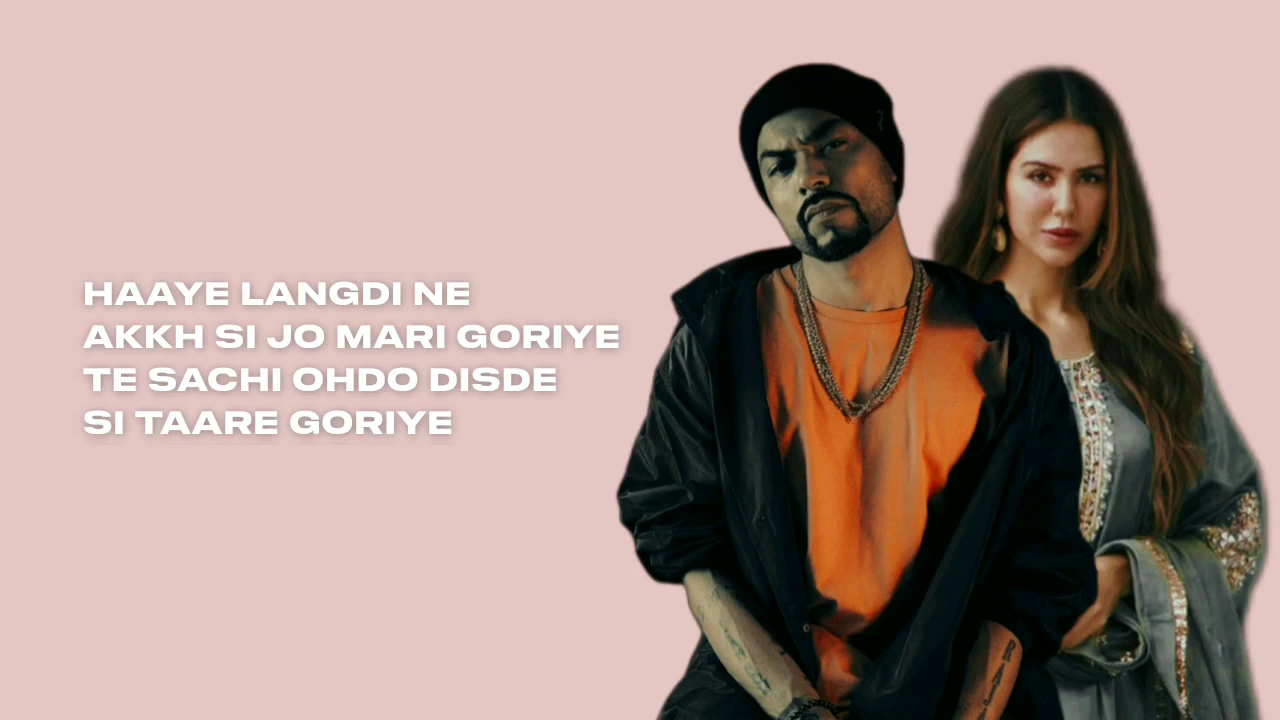 HAAYE LANGDI NE
AKKH SI JO MARI GORIYE
TE SACHI OHDO DISDE
SI TAARE GORIYE